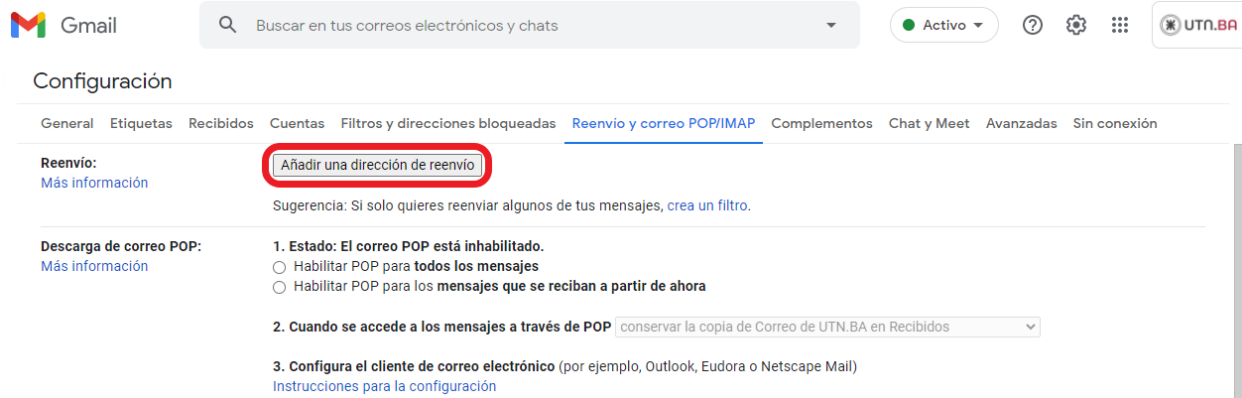 Gmail
Buscar en tus correos electrónicos y chats
Activo
UTN.BA
Configuración
General Etiquetas Recibidos Cuentas Filtros y direcciones bloqueadas Reenvío y correo POP/IMAP Complementos Chat y Meet Avanzadas Sin conexión
Reenvío:
Más información
Añadir una dirección de reenvío
Sugerencia: Si solo quieres reenviar algunos de tus mensajes, crea un filtro.
Descarga de correo POP:
Más información
1. Estado: El correo POP está inhabilitado.
Habilitar POP para todos los mensajes
Habilitar POP para los mensajes que se reciban a partir de ahora
2. Cuando se accede a los mensajes a través de POP conservar la copia de Correo de UTN.BA en Recibidos
3. Configura el cliente de correo electrónico (por ejemplo, Outlook, Eudora o Netscape Mail)
Instrucciones para la configuración